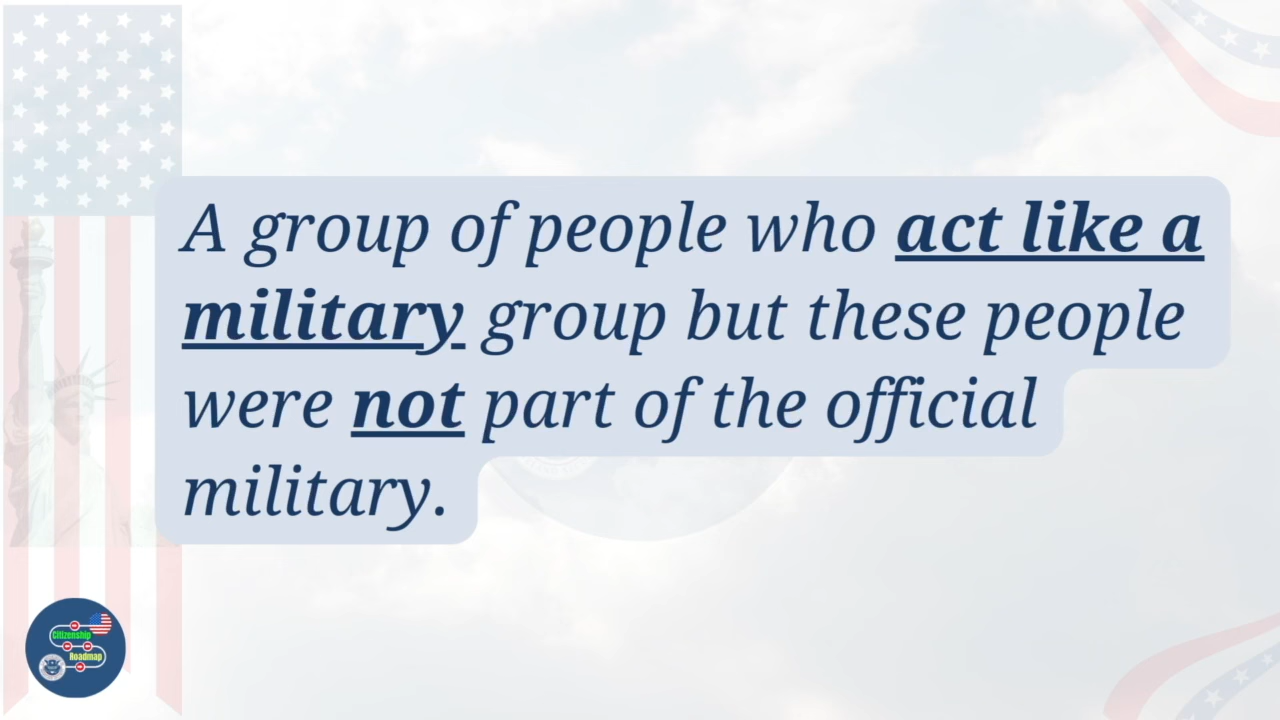 A group of people who act like a
military group but these people
were not part of the official
military.
Citizenship
Roadmap